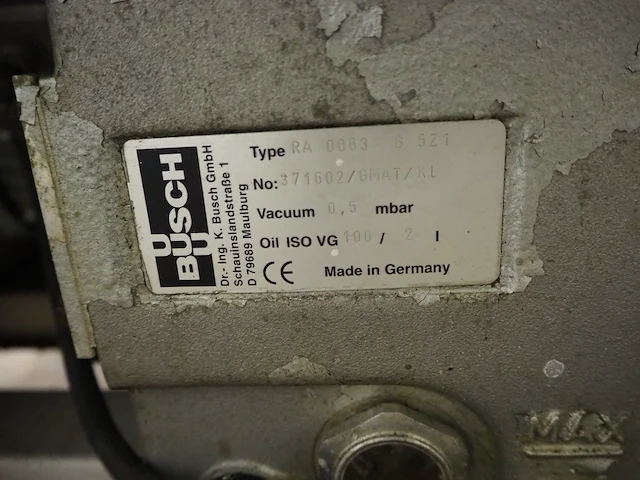 BUSCH
Dr.- Ing. K. Busch GmbH
Schauinslandstraße 1
D 79689 Maulburg
Type RA 0063 G 5Z1
No: 371602/GMAT/KL
Vacuum 0,5 mbar
Oil ISO VG 100 / 2 l
CE Made in Germany
MAX